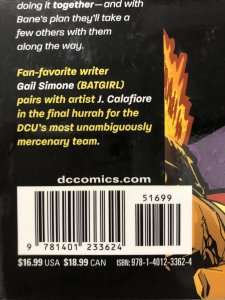 doing it together—and with
Bane's plan they'll take a
few others with them
along the way.
Fan-favorite writer
Gail Simone (BATGIRL)
pairs with artist J. Calafiore
in the final hurrah for the
DCU's most unambiguously
mercenary team.
dccomics.com
51699
9 781401 233624
$16.99 USA $18.99 CAN ISBN: 978-1-4012-3362-4